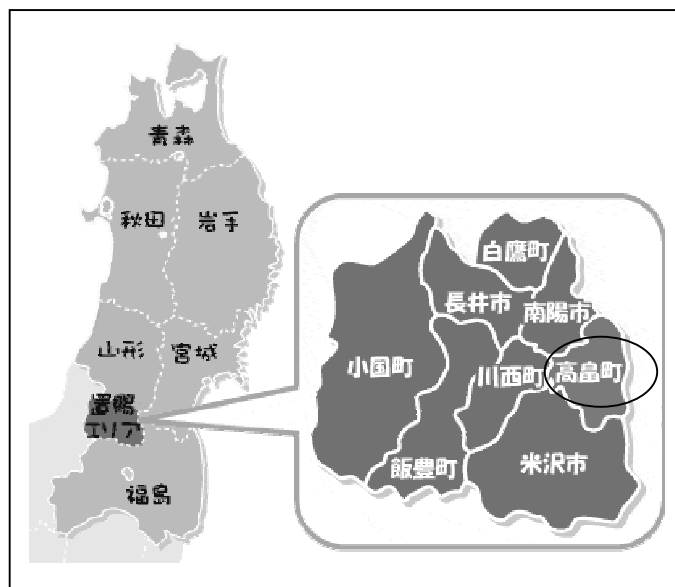 青森
秋田
岩手
山形
宮城
置賜
エリア
福島
白鷹町
長井市
南陽市
小国町
川西町
高畠町
飯豊町
米沢市